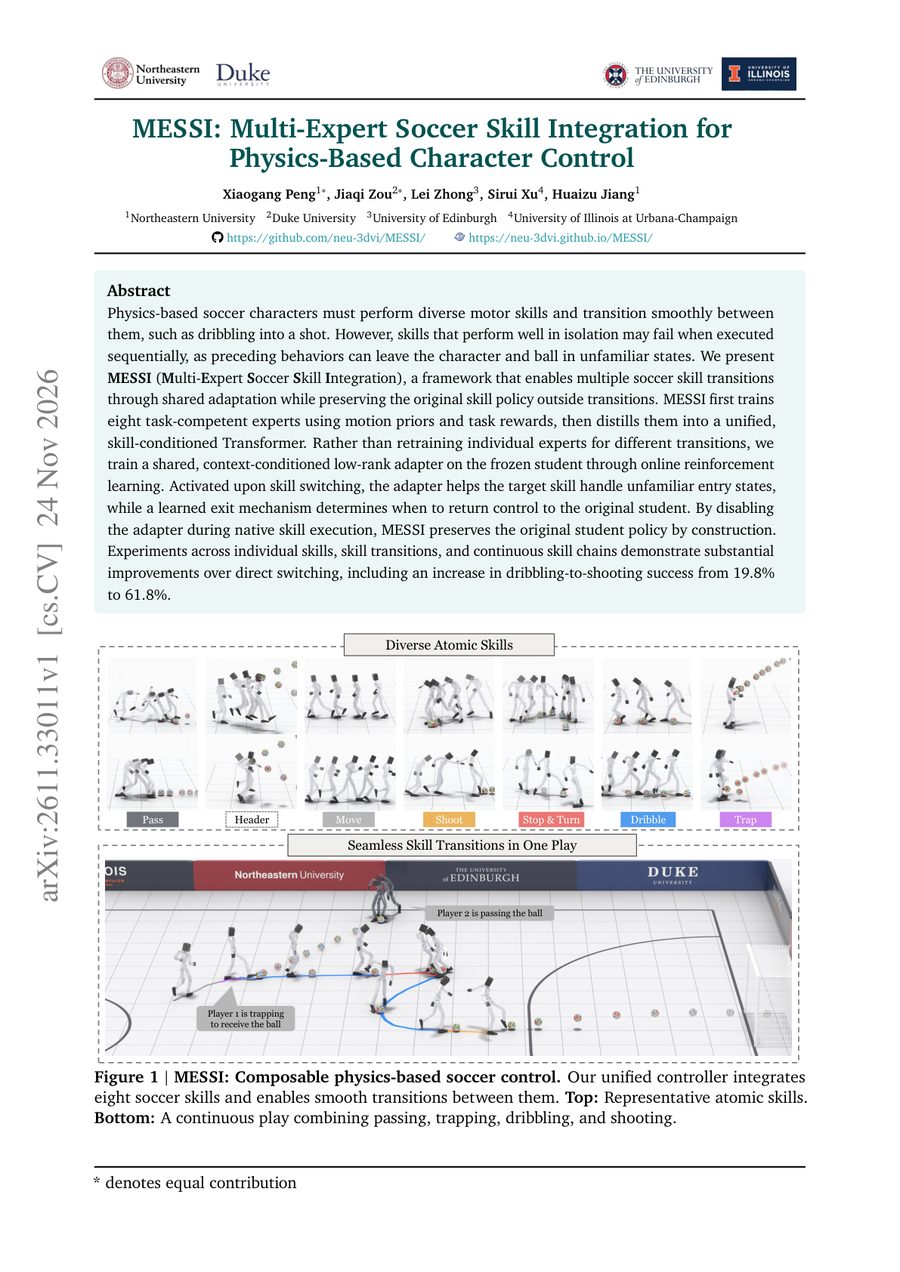 Northeastern
University
Duke
UNIVERSITY
THE UNIVERSITY
of EDINBURGH
UNIVERSITY OF
ILLINOIS
URBANA-CHAMPAIGN
MESSI: Multi-Expert Soccer Skill Integration for
Physics-Based Character Control
Xiaogang Peng1*, Jiaqi Zou2*, Lei Zhong3, Sirui Xu4, Huaizu Jiang1
1Northeastern University 2Duke University 3University of Edinburgh 4University of Illinois at Urbana-Champaign
https://github.com/neu-3dvi/MESSI/ https://neu-3dvi.github.io/MESSI/
Abstract
Physics-based soccer characters must perform diverse motor skills and transition smoothly between
them, such as dribbling into a shot. However, skills that perform well in isolation may fail when executed
sequentially, as preceding behaviors can leave the character and ball in unfamiliar states. We present
MESSI (Multi-Expert Soccer Skill Integration), a framework that enables multiple soccer skill transitions
through shared adaptation while preserving the original skill policy outside transitions. MESSI first trains
eight task-competent experts using motion priors and task rewards, then distills them into a unified,
skill-conditioned Transformer. Rather than retraining individual experts for different transitions, we
train a shared, context-conditioned low-rank adapter on the frozen student through online reinforcement
learning. Activated upon skill switching, the adapter helps the target skill handle unfamiliar entry states,
while a learned exit mechanism determines when to return control to the original student. By disabling
the adapter during native skill execution, MESSI preserves the original student policy by construction.
Experiments across individual skills, skill transitions, and continuous skill chains demonstrate substantial
improvements over direct switching, including an increase in dribbling-to-shooting success from 19.8%
to 61.8%.
arXiv:2611.33011v1 [cs.CV] 24 Nov 2026
Diverse Atomic Skills
Pass
Header
Move
Shoot
Stop & Turn
Dribble
Trap
Seamless Skill Transitions in One Play
OIS
Northeastern University
THE UNIVERSITY
of EDINBURGH
DUKE
UNIVERSITY
Player 2 is passing the ball
Player 1 is trapping
to receive the ball
Figure 1 | MESSI: Composable physics-based soccer control. Our unified controller integrates
eight soccer skills and enables smooth transitions between them. Top: Representative atomic skills.
Bottom: A continuous play combining passing, trapping, dribbling, and shooting.
* denotes equal contribution